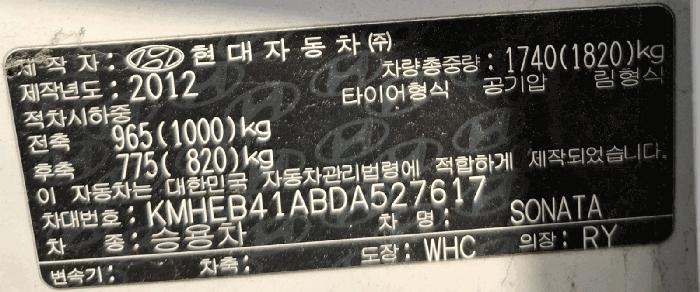 제작자: 현대자동차㈜
제작년도: 2012 차량총중량: 1740(1820)kg
적차시하중 타이어형식 공기압 림형식
전축 965(1000)kg
후축 775( 820)kg
이 자동차는 대한민국 자동차관리법령에 적합하게 제작되었습니다.
차대번호: KMHEB41ABDA527617
차 종: 승용차 차 명: SONATA
변속기: 차축: 도장: WHC 의장: RY